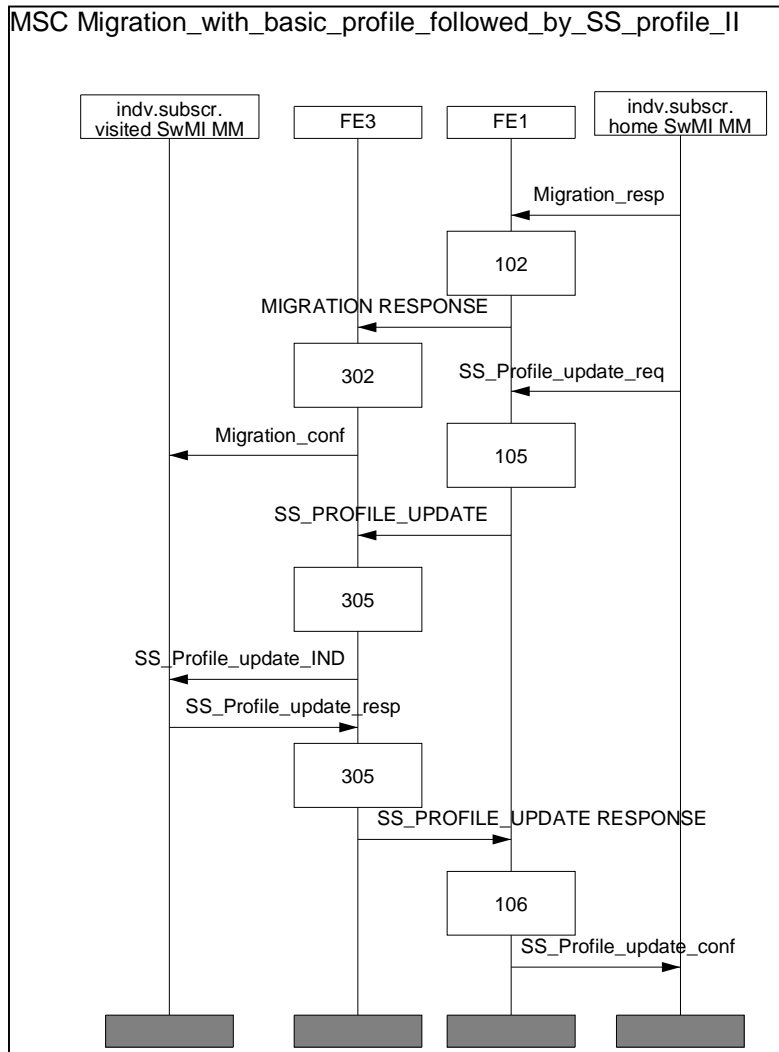 MSC Migration_with_basic_profile_followed_by_SS_profile_II
indv.subscr.
visited SwMI MM
FE3
FE1
indv.subscr.
home SwMI MM
Migration_resp
102
MIGRATION RESPONSE
302
SS_Profile_update_req
Migration_conf
105
SS_PROFILE_UPDATE
305
SS_Profile_update_IND
SS_Profile_update_resp
305
SS_PROFILE_UPDATE RESPONSE
106
SS_Profile_update_conf